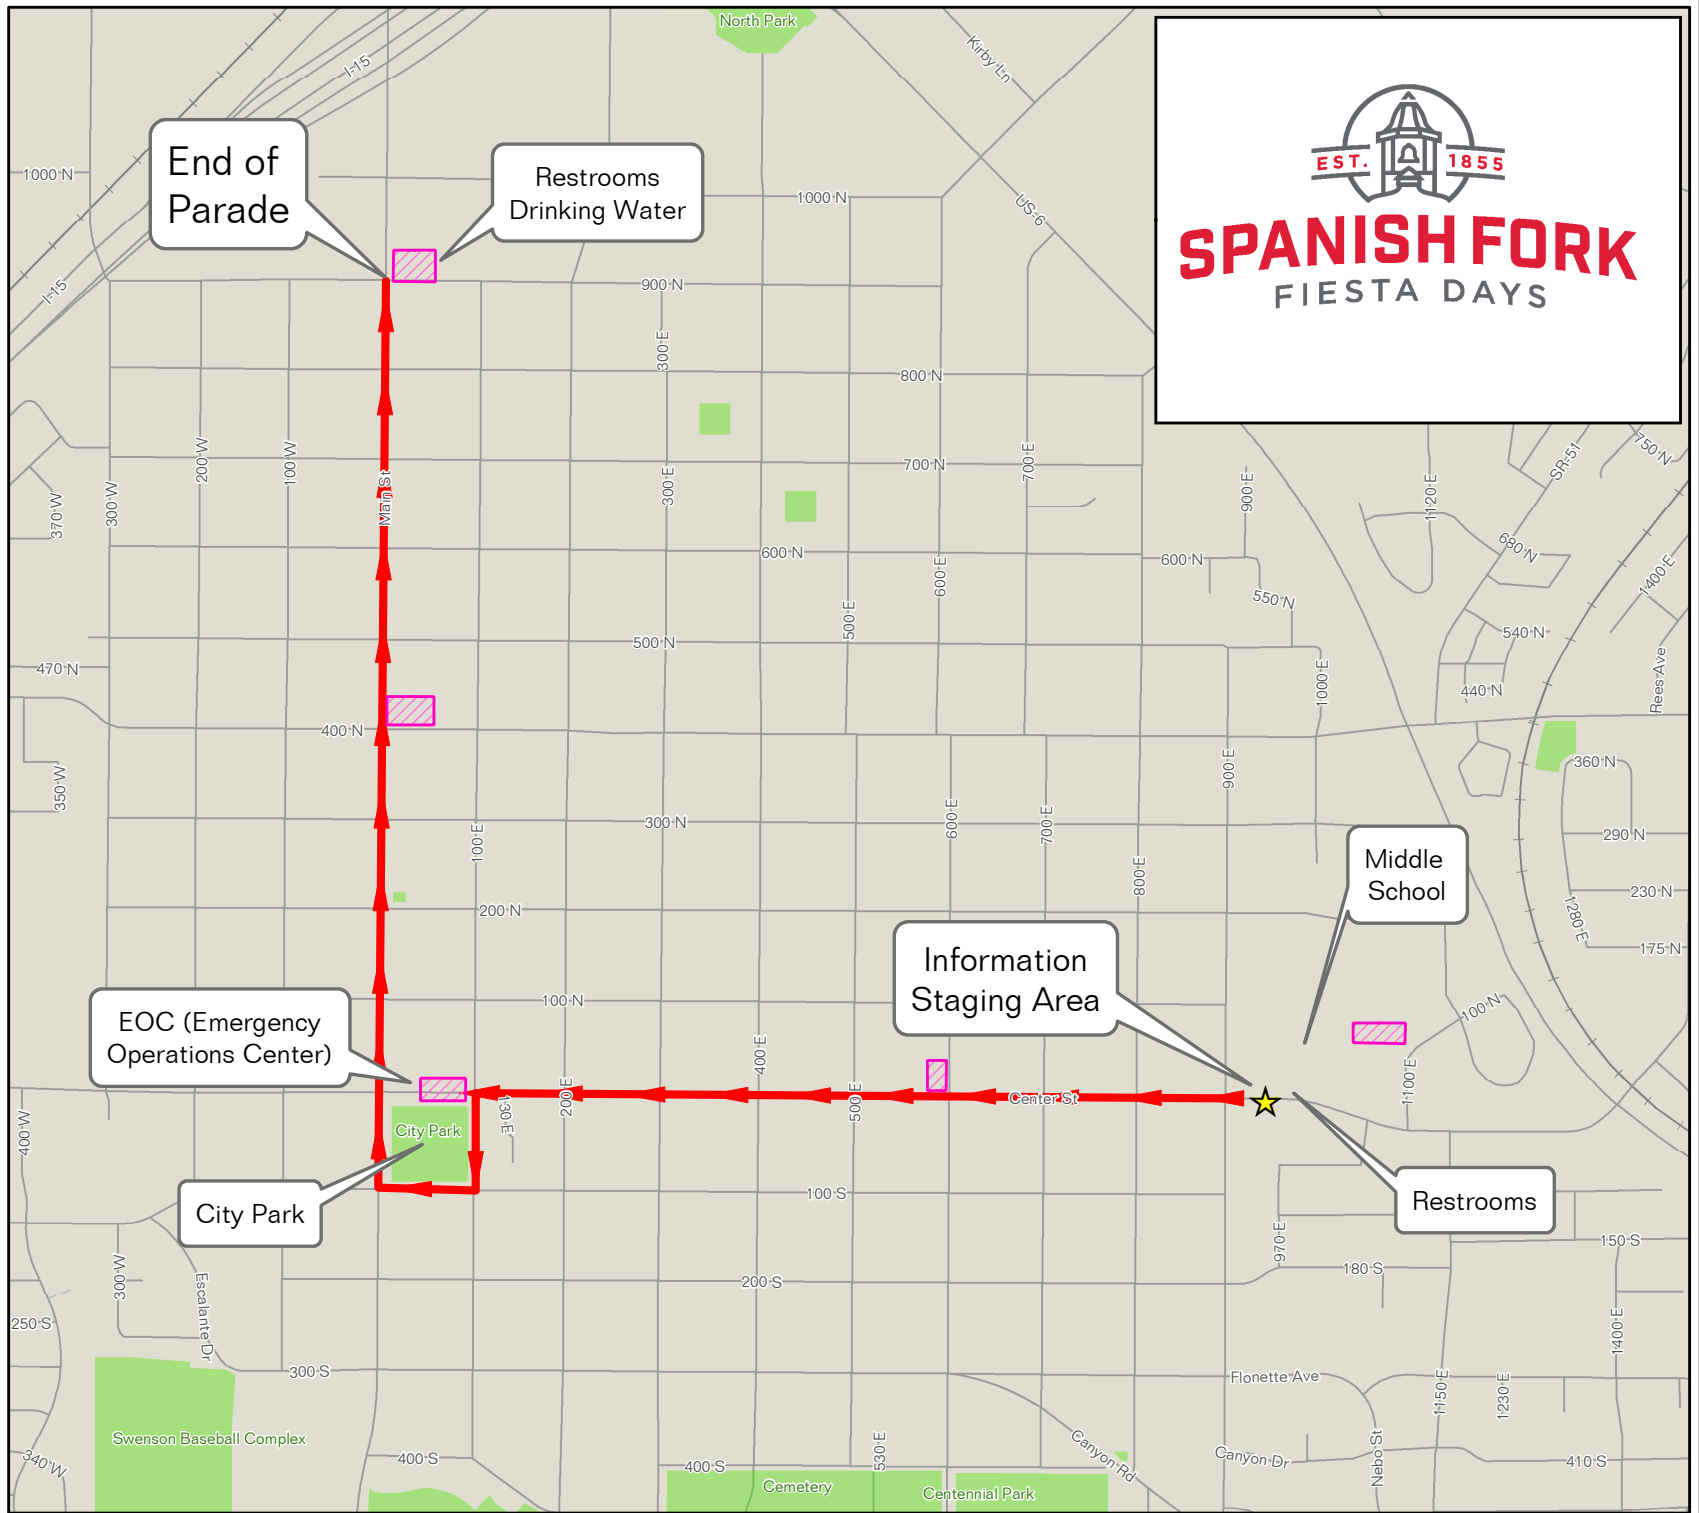 North Park
Kirby Ln
I-15
End of
Parade
Restrooms
Drinking Water
EST. 1855
SPANISH FORK
FIESTA DAYS
1000 N
1000 N
US-6
I-15
900 N
300 E
800 N
200 W
100 W
Main St
300 E
700 N
700 E
900 E
1120 E
SR-51
750 N
370 W
300 W
600 N
600 E
600 N
680 N
1400 E
550 N
500 E
500 N
540 N
470 N
1000 E
440 N
Rees Ave
400 N
350 W
900 E
360 N
100 E
300 N
600 E
700 E
290 N
Middle
School
800 E
230 N
200 N
1280 E
175 N
Information
Staging Area
100 N
100 N
EOC (Emergency
Operations Center)
400 E
1100 E
200 E
130 E
500 E
Center St
400 W
City Park
City Park
100 S
Restrooms
970 E
150 S
300 W
Escalante Dr
200 S
180 S
250 S
1400 E
300 S
Flonette Ave
1150 E
1230 E
Swenson Baseball Complex
340 W
400 S
400 S
530 E
Canyon Rd
Canyon Dr
Nebo St
410 S
Cemetery
Centennial Park